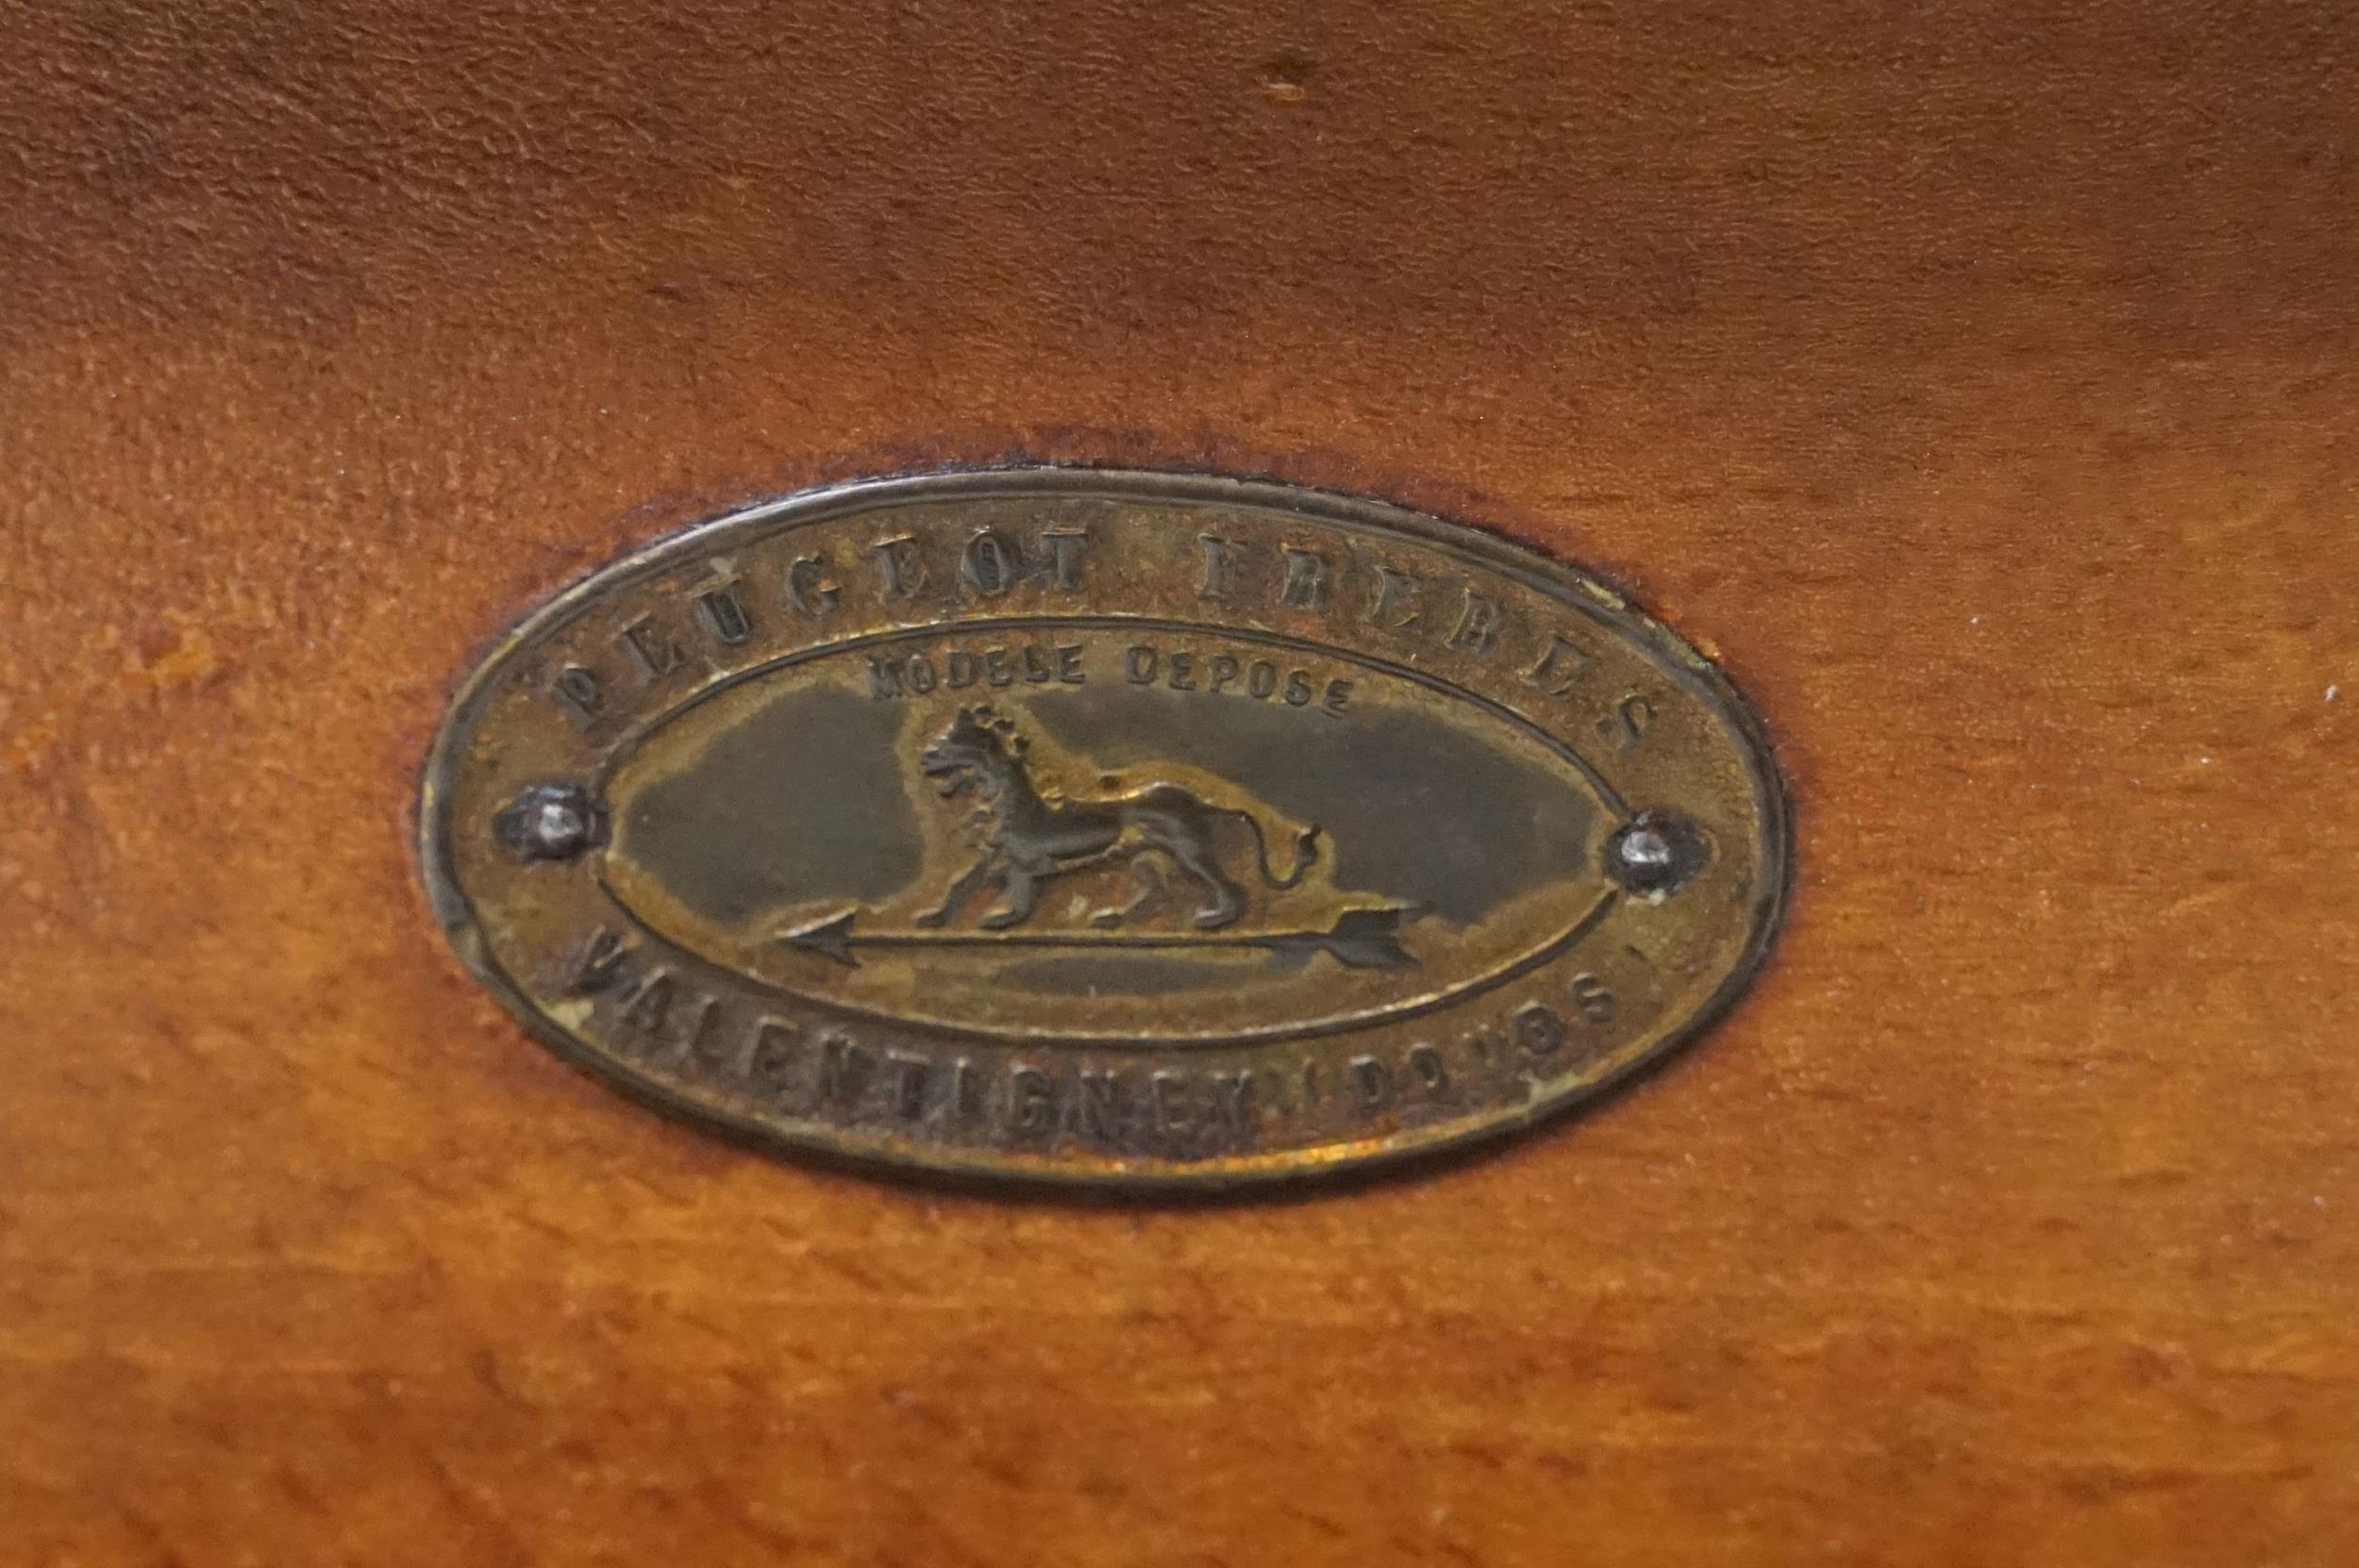 PEUGEOT FRERES
MODELE DEPOSE
VALENTIGNEY (DOUBS)